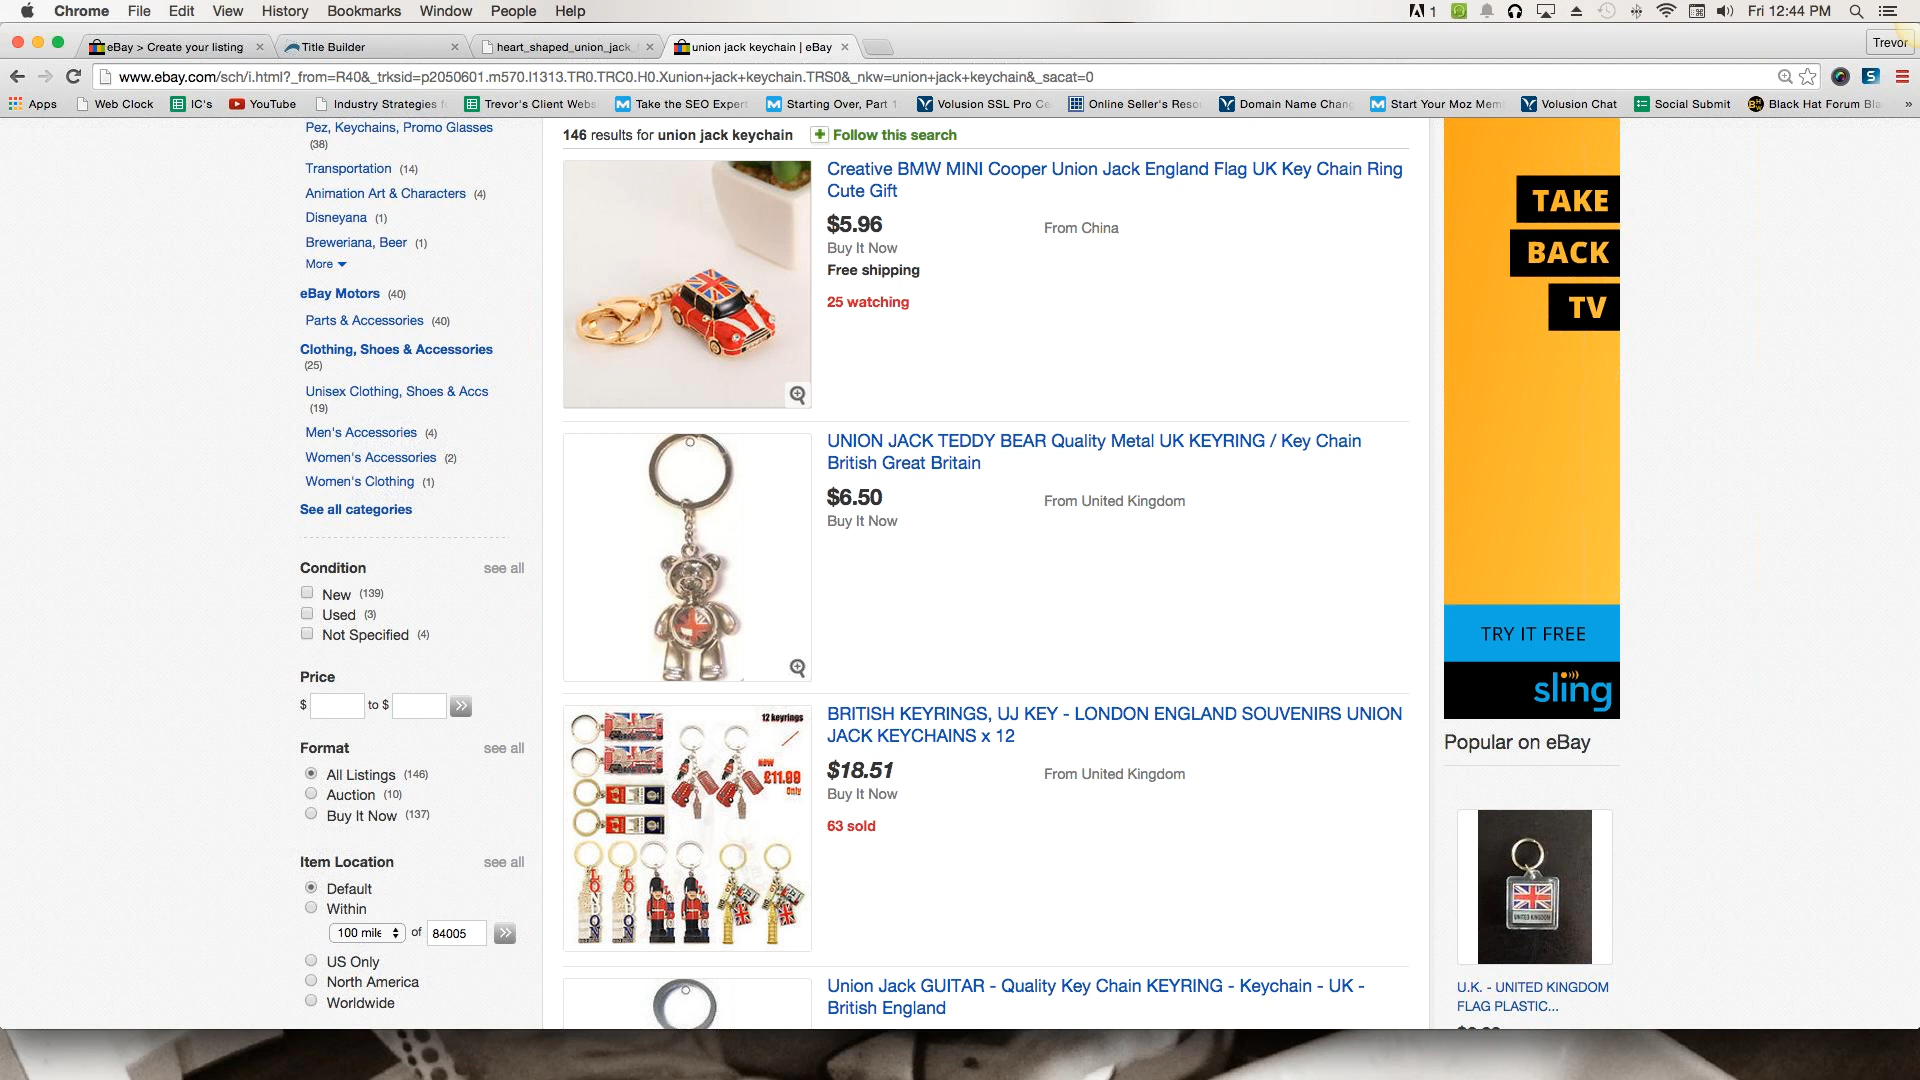 Chrome File Edit View History Bookmarks Window People Help
1 Fri 12:44 PM
eBay > Create your listing
Title Builder
heart_shaped_union_jack
union jack keychain | eBay
Trevor
www.ebay.com/sch/i.html?_from=R40&_trksid=p2050601.m570.l1313.TR0.TRC0.H0.Xunion+jack+keychain.TRS0&_nkw=union+jack+keychain&_sacat=0
Apps Web Clock IC's YouTube Industry Strategies Trevor's Client Webs Take the SEO Expert Starting Over, Part 1 Volusion SSL Pro Ce Online Seller's Reso Domain Name Chan Start Your Moz Mem Volusion Chat Social Submit Black Hat Forum Bla »
Pez, Keychains, Promo Glasses
(38)
Transportation (14)
Animation Art & Characters (4)
Disneyana (1)
Breweriana, Beer (1)
More
eBay Motors (40)
Parts & Accessories (40)
Clothing, Shoes & Accessories
(25)
Unisex Clothing, Shoes & Accs
(19)
Men's Accessories (4)
Women's Accessories (2)
Women's Clothing (1)
See all categories
Condition see all
New (139)
Used (3)
Not Specified (4)
Price
$ to $
Format see all
All Listings (146)
Auction (10)
Buy It Now (137)
Item Location see all
Default
Within
100 mile of 84005
US Only
North America
Worldwide
146 results for union jack keychain Follow this search
Creative BMW MINI Cooper Union Jack England Flag UK Key Chain Ring
Cute Gift
$5.96 From China
Buy It Now
Free shipping
25 watching
UNION JACK TEDDY BEAR Quality Metal UK KEYRING / Key Chain
British Great Britain
$6.50 From United Kingdom
Buy It Now
12 keyrings
NOW
£11.99
Only
LONDON
LONDON
BRITISH KEYRINGS, UJ KEY - LONDON ENGLAND SOUVENIRS UNION
JACK KEYCHAINS x 12
$18.51 From United Kingdom
Buy It Now
63 sold
Union Jack GUITAR - Quality Key Chain KEYRING - Keychain - UK -
British England
TAKE
BACK
TV
TRY IT FREE
sling
Popular on eBay
UNITED KINGDOM
U.K. - UNITED KINGDOM
FLAG PLASTIC...